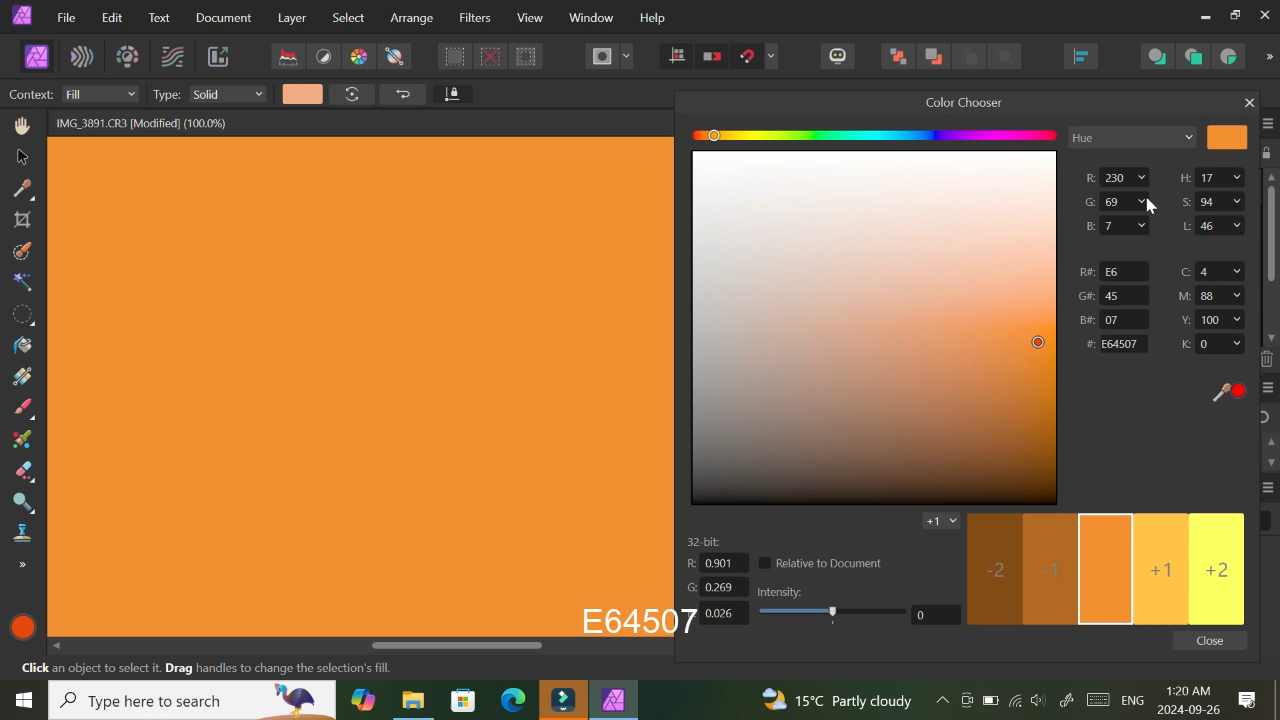 File Edit Text Document Layer Select Arrange Filters View Window Help
Context: Fill Type: Solid
IMG_3891.CR3 [Modified] (100.0%)
Color Chooser
Hue
R: 230 H: 17
G: 69 S: 94
B: 7 L: 46
R#: E6 C: 4
G#: 45 M: 88
B#: 07 Y: 100
#: E64507 K: 0
+1
32-bit:
R: 0.901 Relative to Document
G: 0.269 Intensity:
0.026 0
-2 -1 +1 +2
E64507
Close
Click an object to select it. Drag handles to change the selection's fill.
Type here to search
15°C Partly cloudy
ENG
1:20 AM
2024-09-26